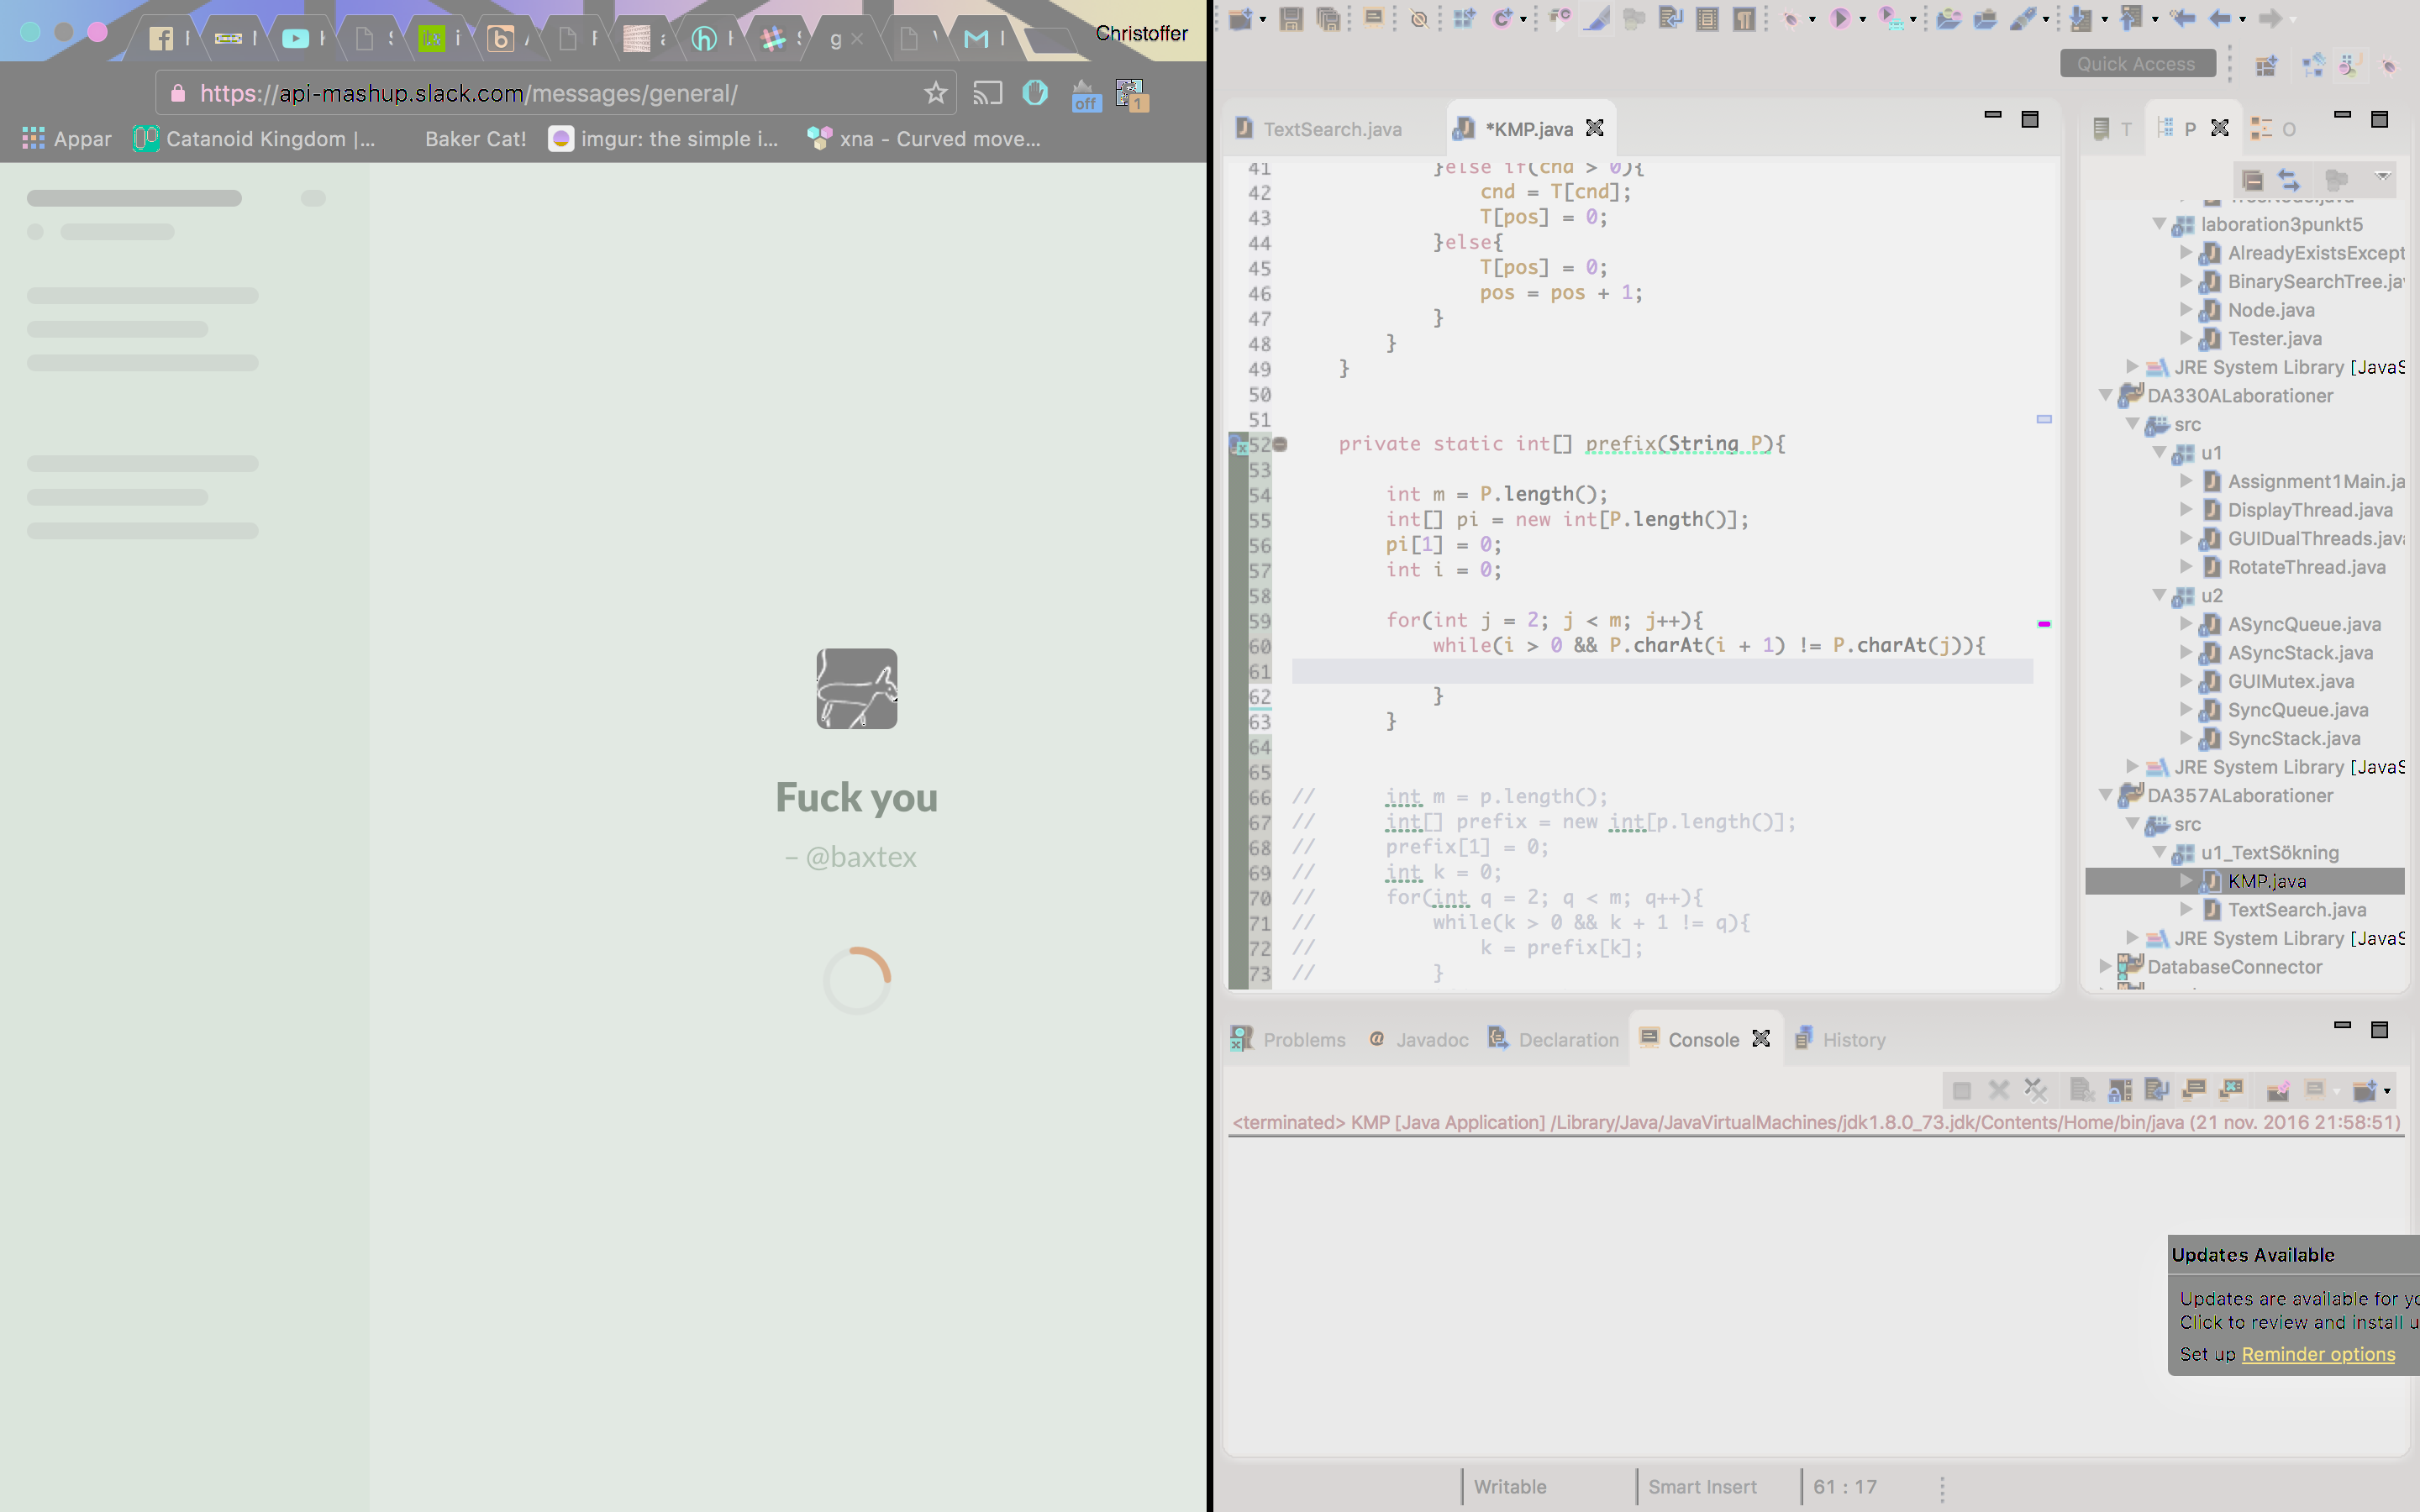 Christoffer
https://api-mashup.slack.com/messages/general/
off
1
Appar
Catanoid Kingdom |...
Baker Cat!
imgur: the simple i...
xna - Curved move...
Fuck you
– @baxtex
Quick Access
TextSearch.java
*KMP.java
41 }else if(cnd > 0){
42 cnd = T[cnd];
43 T[pos] = 0;
44 }else{
45 T[pos] = 0;
46 pos = pos + 1;
47 }
48 }
49 }
50
51
52 private static int[] prefix(String P){
53
54 int m = P.length();
55 int[] pi = new int[P.length()];
56 pi[1] = 0;
57 int i = 0;
58
59 for(int j = 2; j < m; j++){
60 while(i > 0 && P.charAt(i + 1) != P.charAt(j)){
61
62 }
63 }
64
65
66 // int m = p.length();
67 // int[] prefix = new int[p.length()];
68 // prefix[1] = 0;
69 // int k = 0;
70 // for(int q = 2; q < m; q++){
71 // while(k > 0 && k + 1 != q){
72 // k = prefix[k];
73 // }
T
P
O
laboration3punkt5
AlreadyExistsExcept
BinarySearchTree.jav
Node.java
Tester.java
JRE System Library [JavaS
DA330ALaborationer
src
u1
Assignment1Main.ja
DisplayThread.java
GUIDualThreads.java
RotateThread.java
u2
ASyncQueue.java
ASyncStack.java
GUIMutex.java
SyncQueue.java
SyncStack.java
JRE System Library [JavaS
DA357ALaborationer
src
u1_TextSökning
KMP.java
TextSearch.java
JRE System Library [JavaS
DatabaseConnector
Problems
@ Javadoc
Declaration
Console
History
<terminated> KMP [Java Application] /Library/Java/JavaVirtualMachines/jdk1.8.0_73.jdk/Contents/Home/bin/java (21 nov. 2016 21:58:51)
Updates Available
Updates are available for yo
Click to review and install u
Set up Reminder options
Writable
Smart Insert
61 : 17